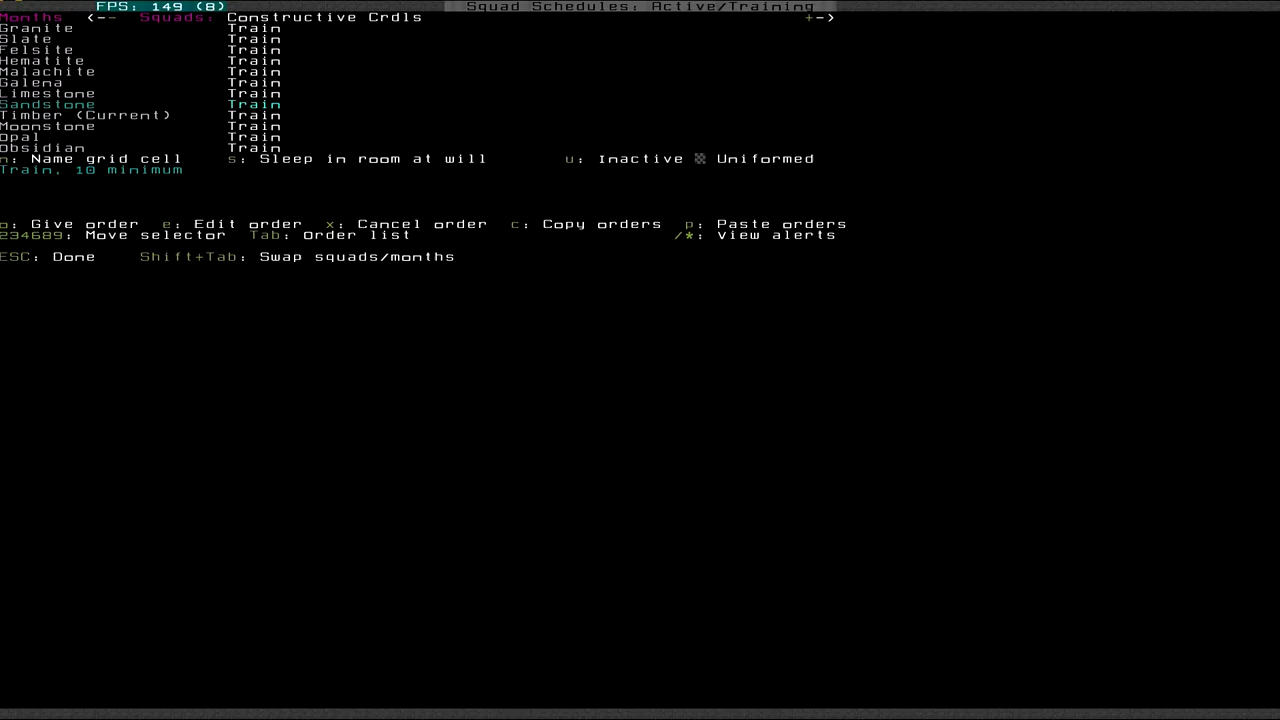 FPS: 149 (8) Squad Schedules: Active/Training
Months <-- Squads: Constructive Crdls +->
Granite Train
Slate Train
Felsite Train
Hematite Train
Malachite Train
Galena Train
Limestone Train
Sandstone Train
Timber (Current) Train
Moonstone Train
Opal Train
Obsidian Train
n: Name grid cell s: Sleep in room at will u: Inactive ▒ Uniformed
Train, 10 minimum
o: Give order e: Edit order x: Cancel order c: Copy orders p: Paste orders
234689: Move selector Tab: Order list /*: View alerts
ESC: Done Shift+Tab: Swap squads/months